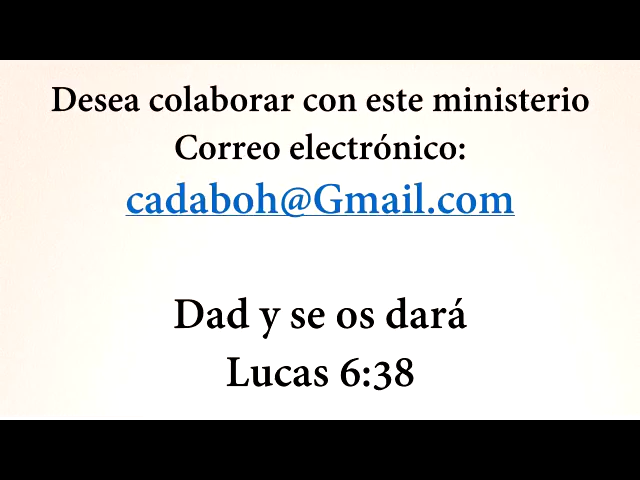 Desea colaborar con este ministerio
Correo electrónico:
cadaboh@Gmail.com
Dad y se os dará
Lucas 6:38